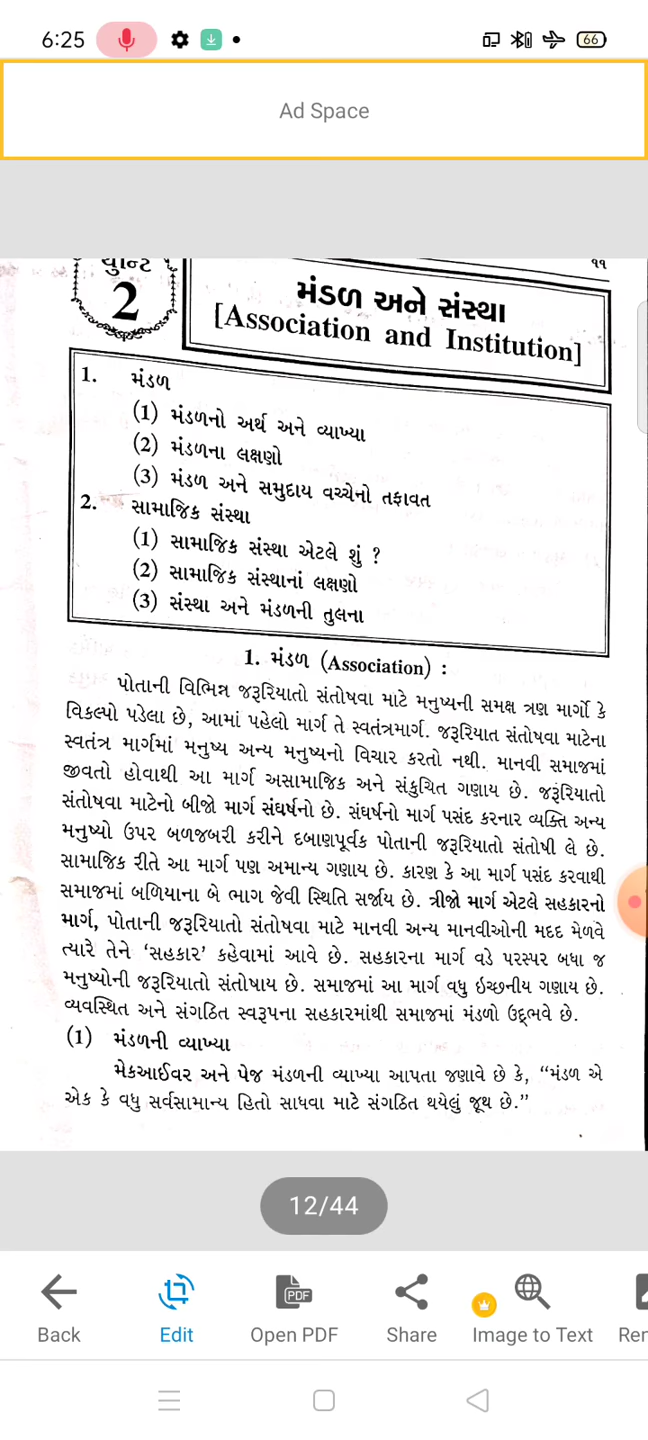 6:25
66
Ad Space
૧૧
યુનિટ
2
મંડળ અને સંસ્થા
[Association and Institution]
1. મંડળ
(1) મંડળનો અર્થ અને વ્યાખ્યા
(2) મંડળના લક્ષણો
(3) મંડળ અને સમુદાય વચ્ચેનો તફાવત
2. સામાજિક સંસ્થા
(1) સામાજિક સંસ્થા એટલે શું ?
(2) સામાજિક સંસ્થાનાં લક્ષણો
(3) સંસ્થા અને મંડળની તુલના
1. મંડળ (Association) :
પોતાની વિભિન્ન જરૂરિયાતો સંતોષવા માટે મનુષ્યની સમક્ષ ત્રણ માર્ગો કે
વિકલ્પો પડેલા છે, આમાં પહેલો માર્ગ તે સ્વતંત્રમાર્ગ. જરૂરિયાત સંતોષવા માટેના
સ્વતંત્ર માર્ગમાં મનુષ્ય અન્ય મનુષ્યનો વિચાર કરતો નથી. માનવી સમાજમાં
જીવતો હોવાથી આ માર્ગ અસામાજિક અને સંકુચિત ગણાય છે. જરૂરિયાતો
સંતોષવા માટેનો બીજો માર્ગ સંઘર્ષનો છે. સંઘર્ષનો માર્ગ પસંદ કરનાર વ્યક્તિ અન્ય
મનુષ્યો ઉપર બળજબરી કરીને દબાણપૂર્વક પોતાની જરૂરિયાતો સંતોષી લે છે.
સામાજિક રીતે આ માર્ગ પણ અમાન્ય ગણાય છે. કારણ કે આ માર્ગ પસંદ કરવાથી
સમાજમાં બળિયાના બે ભાગ જેવી સ્થિતિ સર્જાય છે. ત્રીજો માર્ગ એટલે સહકારનો
માર્ગ, પોતાની જરૂરિયાતો સંતોષવા માટે માનવી અન્ય માનવીઓની મદદ મેળવે
ત્યારે તેને ‘સહકાર’ કહેવામાં આવે છે. સહકારના માર્ગ વડે પરસ્પર બધા જ
મનુષ્યોની જરૂરિયાતો સંતોષાય છે. સમાજમાં આ માર્ગ વધુ ઇચ્છનીય ગણાય છે.
વ્યવસ્થિત અને સંગઠિત સ્વરૂપના સહકારમાંથી સમાજમાં મંડળો ઉદ્ભવે છે.
(1) મંડળની વ્યાખ્યા
મેકઆઈવર અને પેજ મંડળની વ્યાખ્યા આપતા જણાવે છે કે, “મંડળ એ
એક કે વધુ સર્વસામાન્ય હિતો સાધવા માટે સંગઠિત થયેલું જૂથ છે.”
12/44
Back
Edit
PDF
Open PDF
Share
Image to Text
Rer